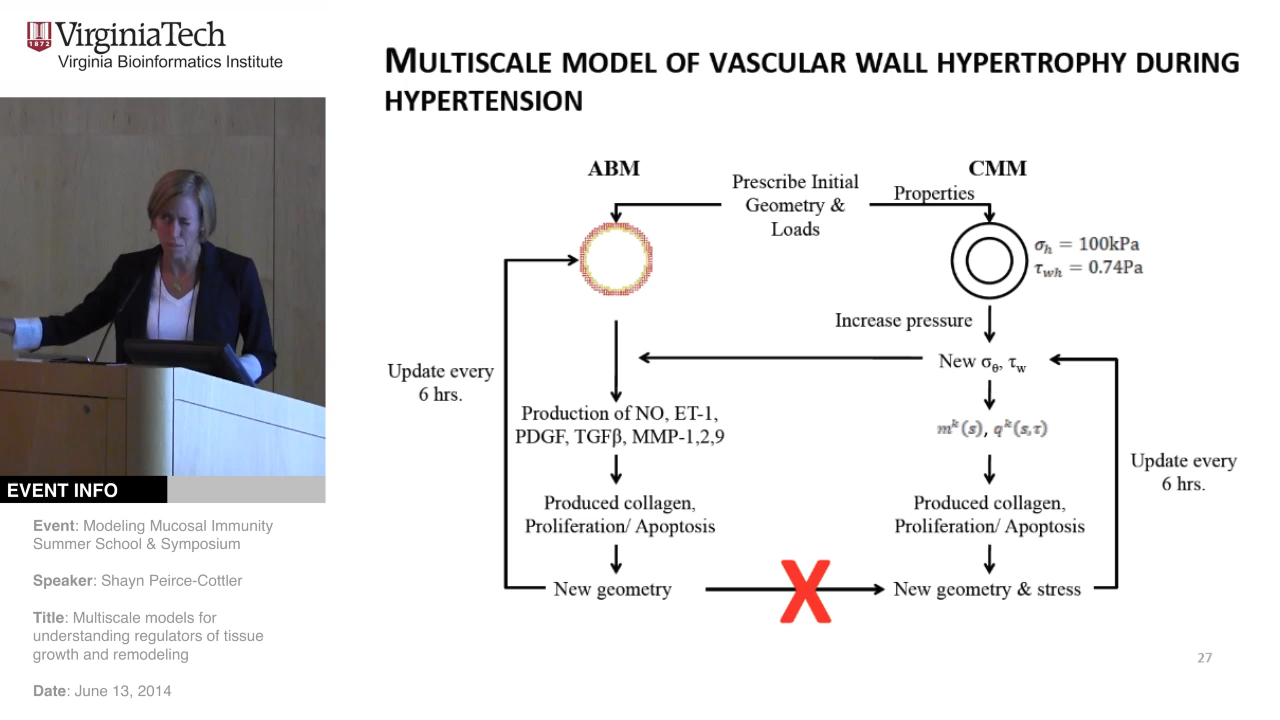 VirginiaTech
1872
Virginia Bioinformatics Institute
EVENT INFO
Event: Modeling Mucosal Immunity
Summer School & Symposium
Speaker: Shayn Peirce-Cottler
Title: Multiscale models for
understanding regulators of tissue
growth and remodeling
Date: June 13, 2014
MULTISCALE MODEL OF VASCULAR WALL HYPERTROPHY DURING
HYPERTENSION
ABM
CMM
Prescribe Initial
Geometry &
Loads
Properties
σₕ = 100kPa
τwh = 0.74Pa
Increase pressure
New σθ, τw
Update every
6 hrs.
Production of NO, ET-1,
PDGF, TGFβ, MMP-1,2,9
mᵏ(s), qᵏ(s,τ)
Update every
6 hrs.
Produced collagen,
Proliferation/ Apoptosis
Produced collagen,
Proliferation/ Apoptosis
New geometry
X
New geometry & stress
27